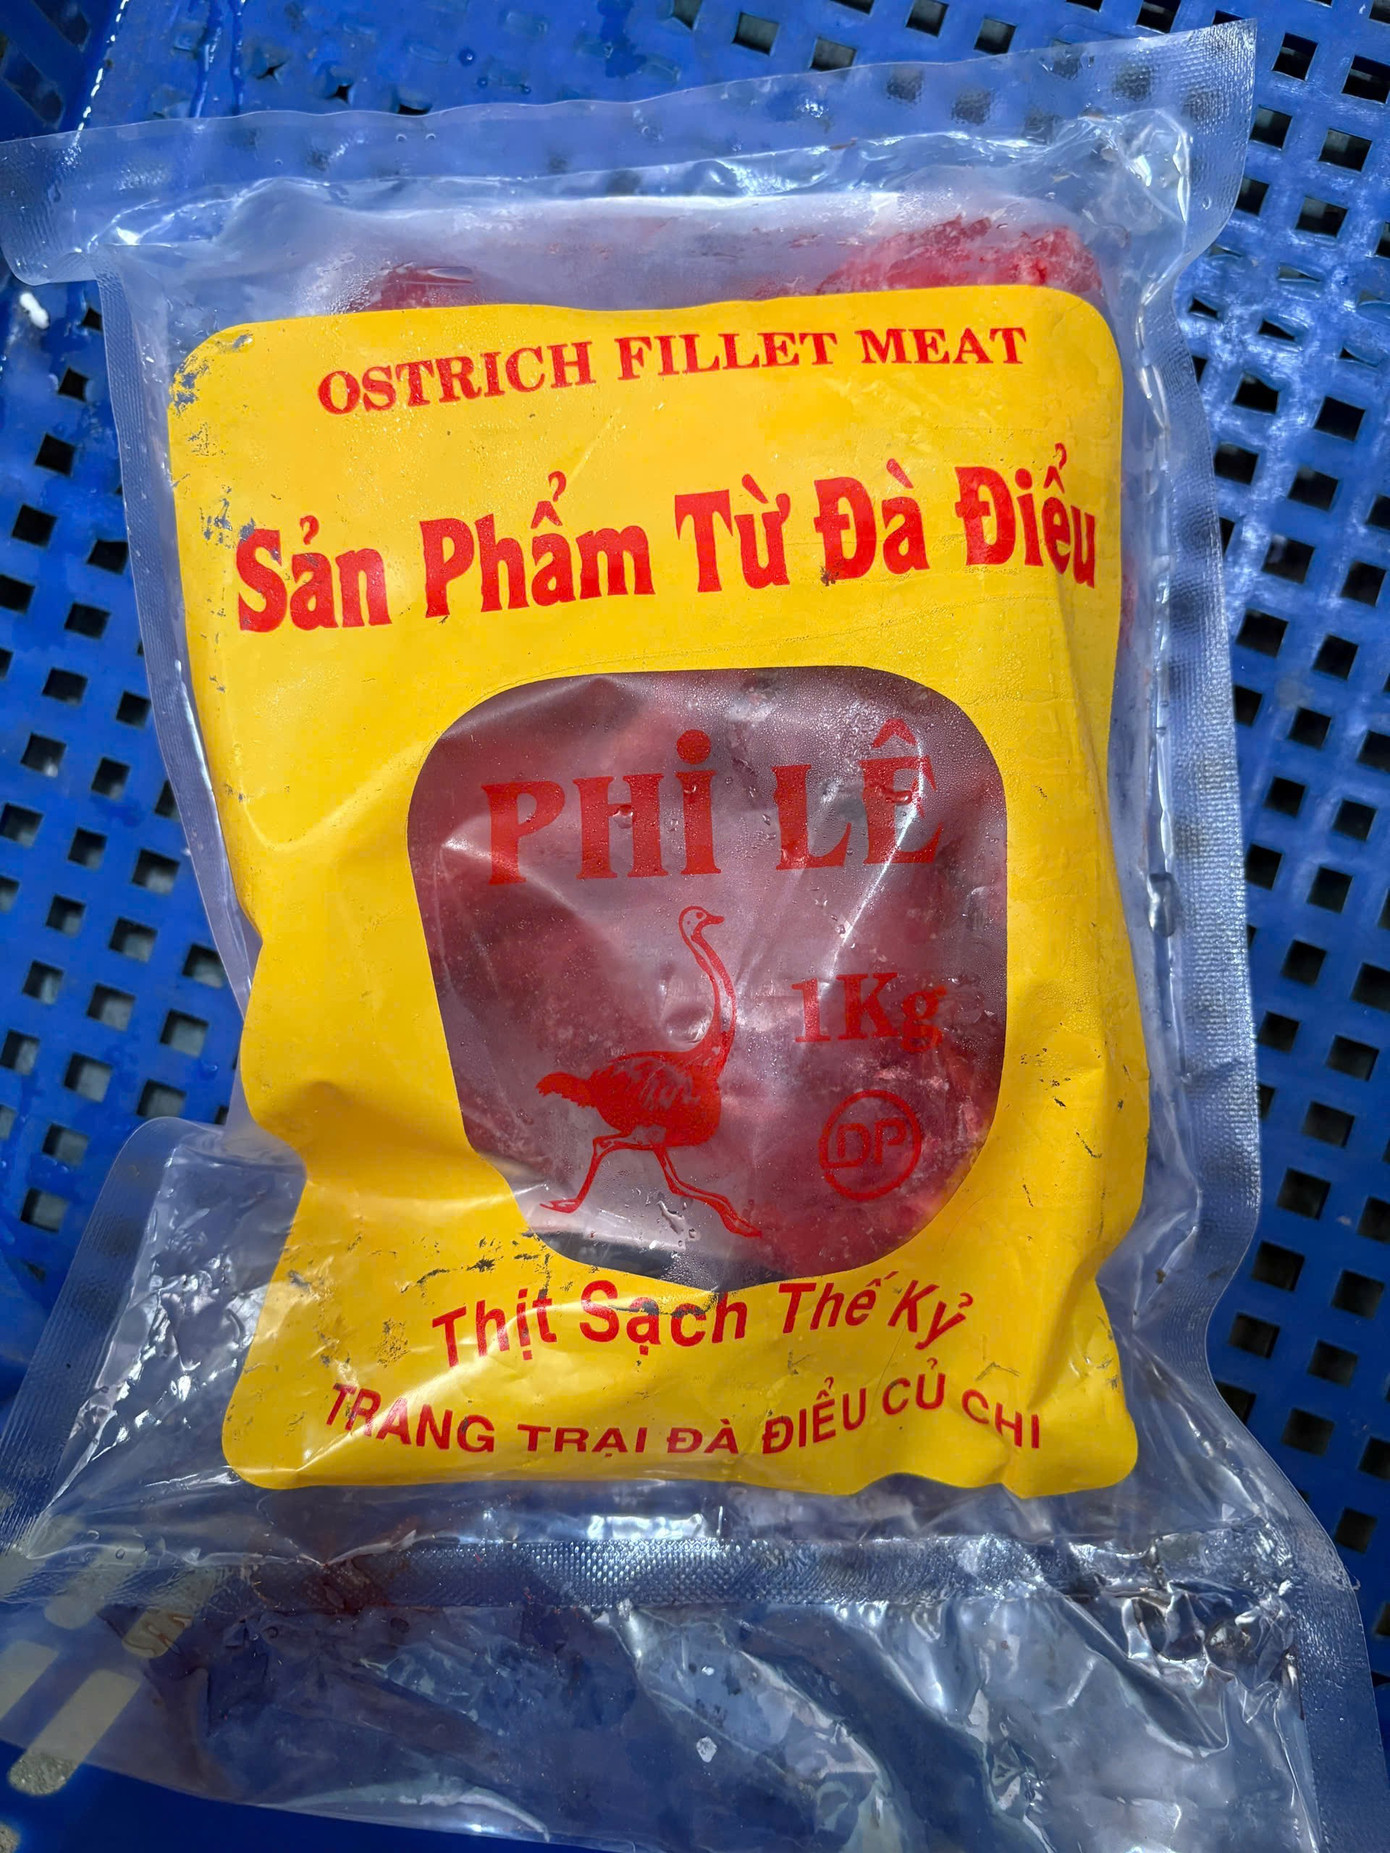 OSTRICH FILLET MEAT
Sản Phẩm Từ Đà Điểu
PHi LÊ
1Kg
DP
Thịt Sạch Thế Kỷ
TRANG TRẠI ĐÀ ĐIỂU CỦ CHI